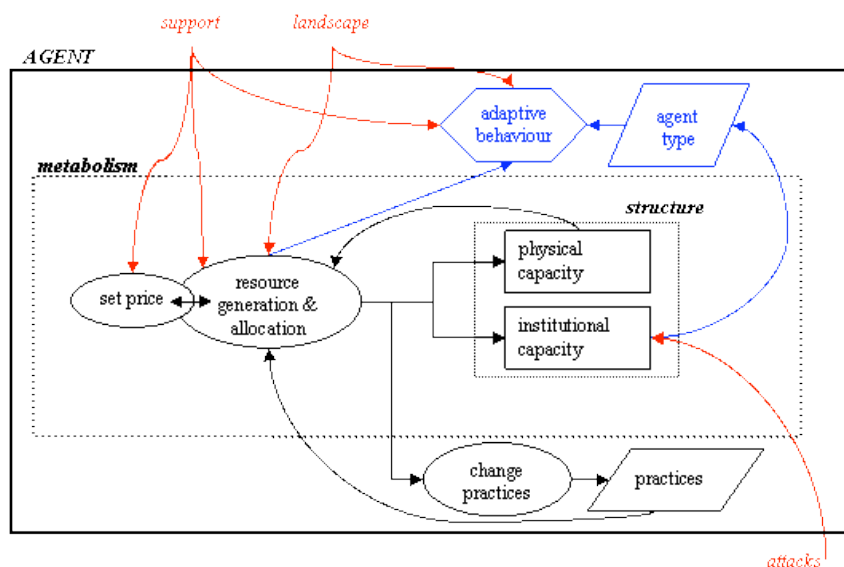 support
landscape
AGENT
adaptive
behaviour
agent
type
metabolism
structure
physical
capacity
resource
generation &
allocation
set price
institutional
capacity
change
practices
practices
attacks